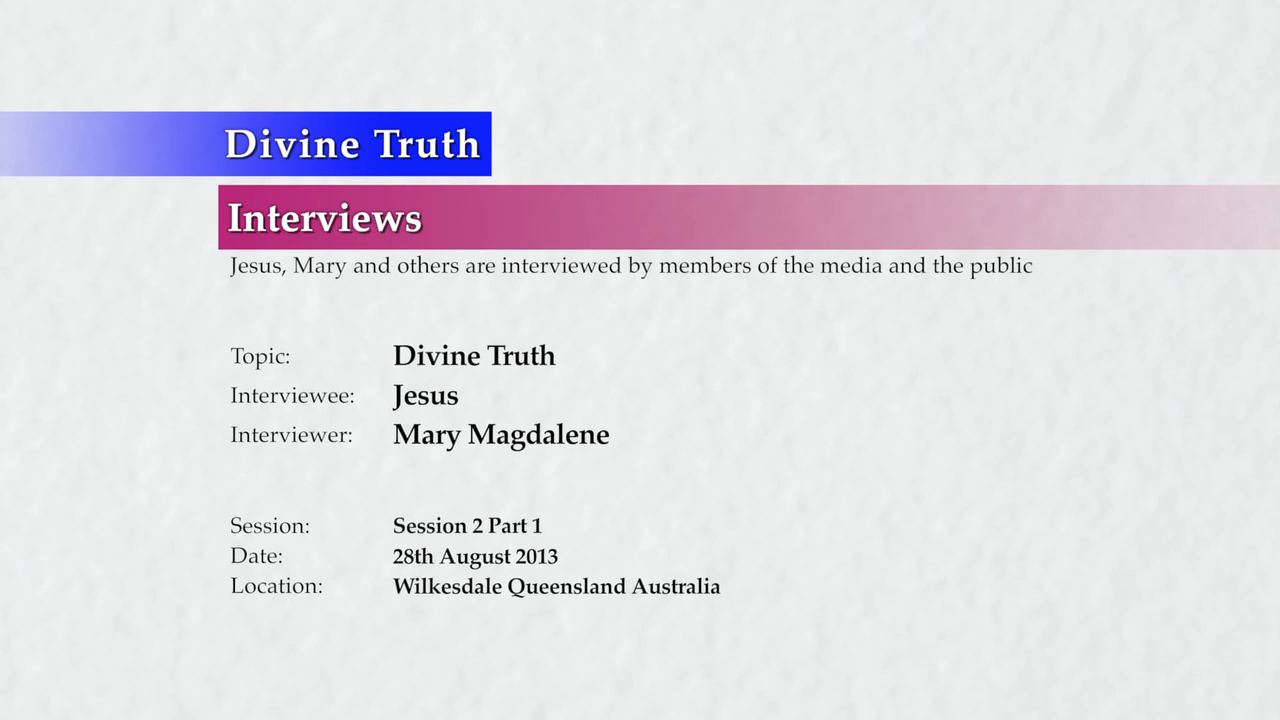 Divine Truth
Interviews
Jesus, Mary and others are interviewed by members of the media and the public
Topic: Divine Truth
Interviewee: Jesus
Interviewer: Mary Magdalene
Session: Session 2 Part 1
Date: 28th August 2013
Location: Wilkesdale Queensland Australia